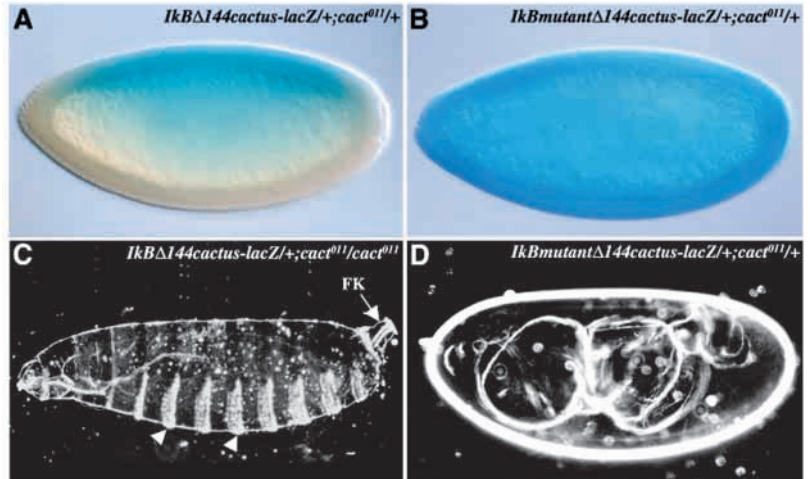 A
IkBΔ144cactus-lacZ/+;cact011/+
B
IkBmutantΔ144cactus-lacZ/+;cact011/+
C
IkBΔ144cactus-lacZ/+;cact011/cact011
FK
D
IkBmutantΔ144cactus-lacZ/+;cact011/+